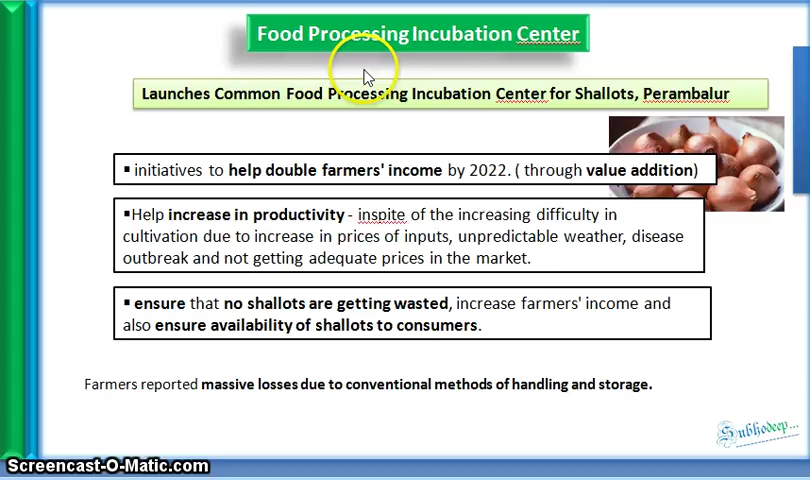 Food Processing Incubation Center
Launches Common Food Processing Incubation Center for Shallots, Perambalur
▪ initiatives to help double farmers' income by 2022. ( through value addition)
▪Help increase in productivity - inspite of the increasing difficulty in
cultivation due to increase in prices of inputs, unpredictable weather, disease
outbreak and not getting adequate prices in the market.
▪ ensure that no shallots are getting wasted, increase farmers' income and
also ensure availability of shallots to consumers.
Farmers reported massive losses due to conventional methods of handling and storage.
Subhodeep...
Screencast-O-Matic.com